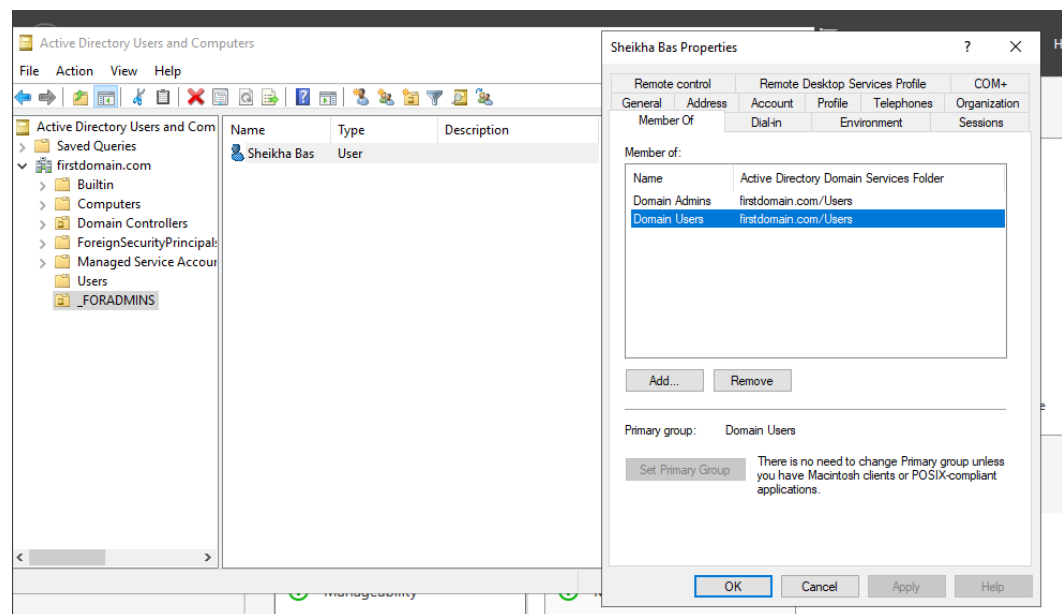 Active Directory Users and Computers
File Action View Help
Active Directory Users and Com
Saved Queries
firstdomain.com
Builtin
Computers
Domain Controllers
ForeignSecurityPrincipals
Managed Service Accour
Users
_FORADMINS
Name Type Description
Sheikha Bas User
Sheikha Bas Properties
Remote control Remote Desktop Services Profile COM+
General Address Account Profile Telephones Organization
Member Of Dial-in Environment Sessions
Member of:
Name Active Directory Domain Services Folder
Domain Admins firstdomain.com/Users
Domain Users firstdomain.com/Users
Add... Remove
Primary group: Domain Users
Set Primary Group
There is no need to change Primary group unless
you have Macintosh clients or POSIX-compliant
applications.
OK Cancel Apply Help
Manageability